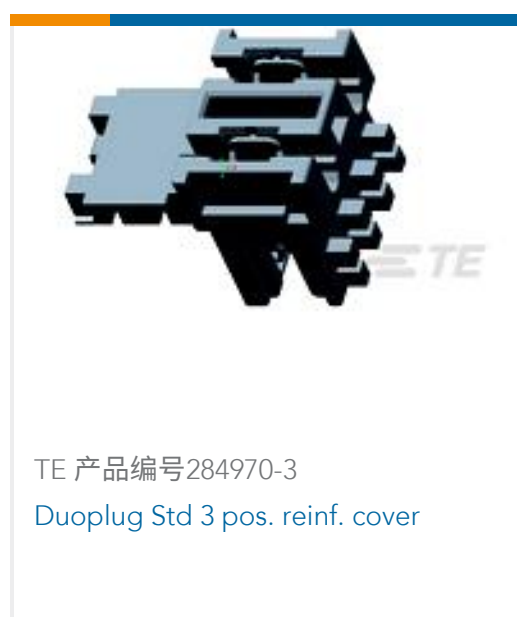 TE
TE 产品编号284970-3
Duoplug Std 3 pos. reinf. cover